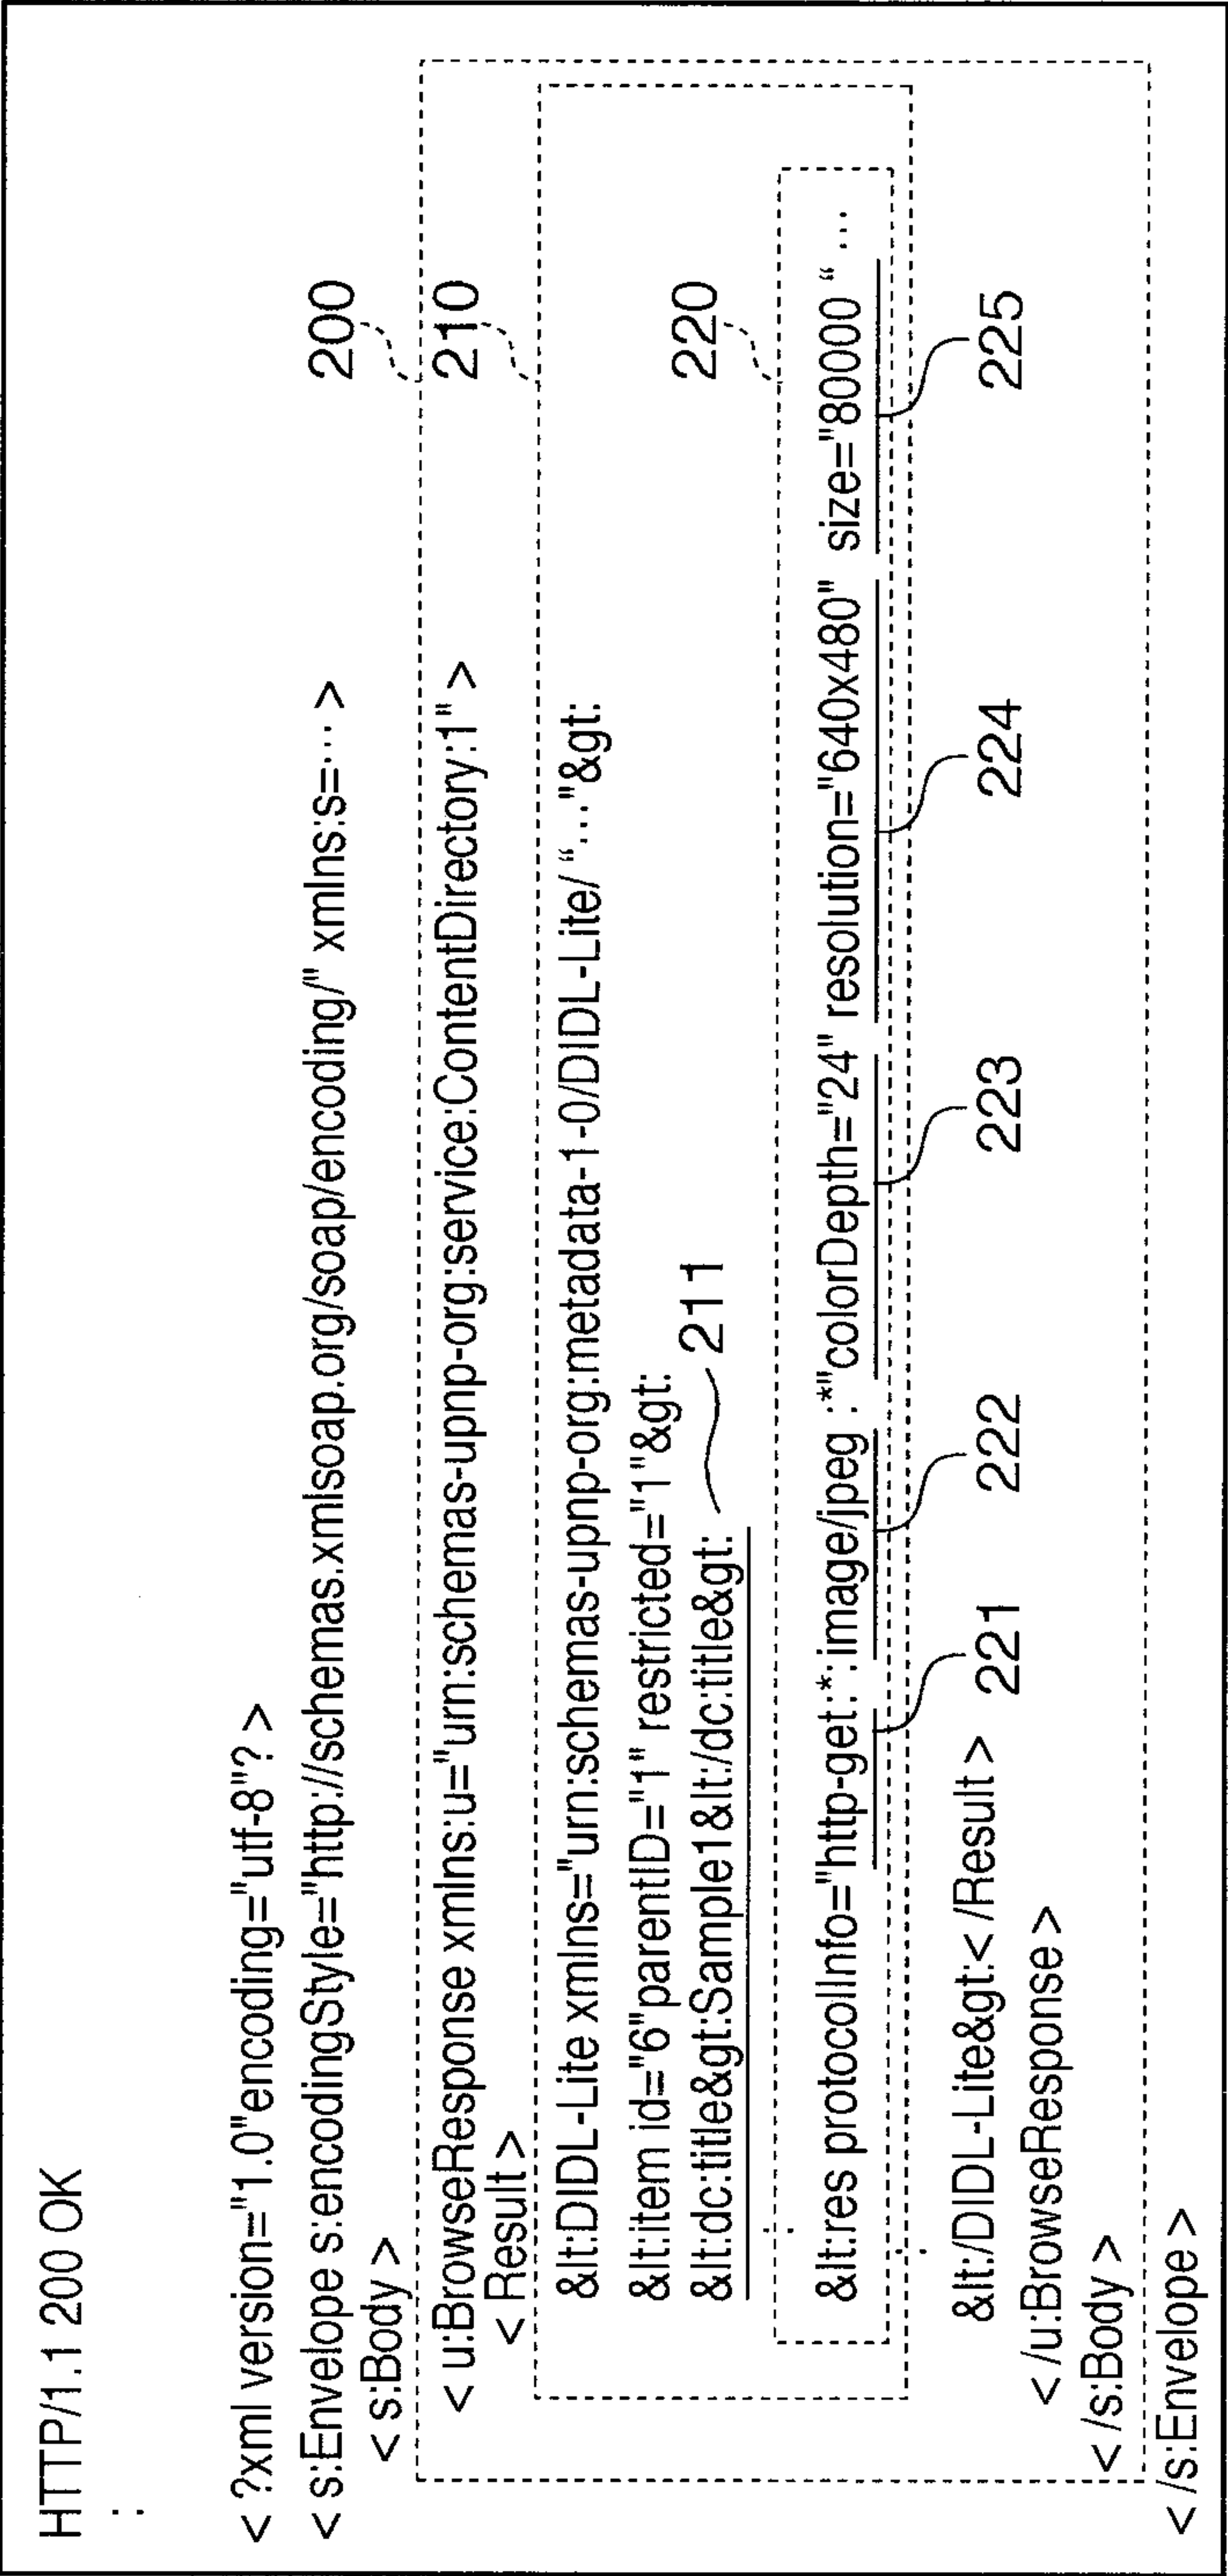 HTTP/1.1 200 OK
:
< ?xml version="1.0"encoding="utf-8"? >
< s:Envelope s:encodingStyle="http://schemas.xmlsoap.org/soap/encoding/" xmlns:s=··· >
< s:Body >
200
< u:BrowseResponse xmlns:u="urn:schemas-upnp-org:service:ContentDirectory:1" >
210
< Result >
&lt:DIDL-Lite xmlns="urn:schemas-upnp-org:metadata-1-0/DIDL-Lite/ “..."&gt:
&lt:item id="6"parentID="1" restricted="1"&gt:
&lt:dc:title&gt:Sample1&lt:/dc:title&gt:
211
220
:
&lt:res protocolInfo="http-get:*:image/jpeg :*"colorDepth="24" resolution="640x480" size="80000 “ ...
:
221
222
223
224
225
&lt:/DIDL-Lite&gt:< /Result >
< /u:BrowseResponse >
< /s:Body >
< /s:Envelope >